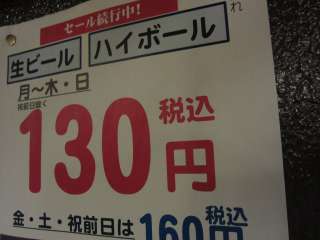 セール続行中!
生ビール ハイボール
月〜木・日
祝前日除く
130円 税込
金・土・祝前日は160円 税込
れ